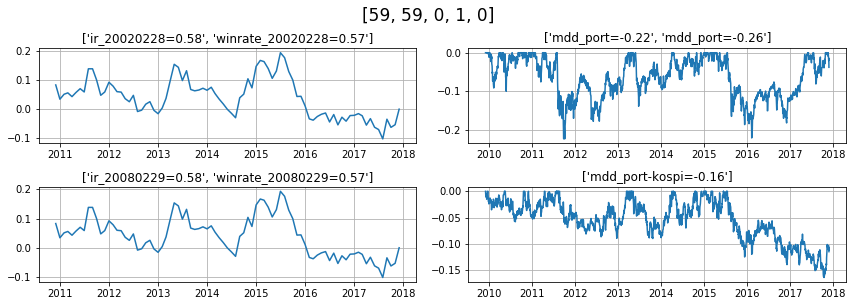 [59, 59, 0, 1, 0]
['ir_20020228=0.58', 'winrate_20020228=0.57']
0.2
0.1
0.0
−0.1
2011 2012 2013 2014 2015 2016 2017 2018
['mdd_port=-0.22', 'mdd_port=-0.26']
0.0
−0.1
−0.2
2010 2011 2012 2013 2014 2015 2016 2017 2018
['ir_20080229=0.58', 'winrate_20080229=0.57']
0.2
0.1
0.0
−0.1
2011 2012 2013 2014 2015 2016 2017 2018
['mdd_port-kospi=-0.16']
0.00
−0.05
−0.10
−0.15
2010 2011 2012 2013 2014 2015 2016 2017 2018